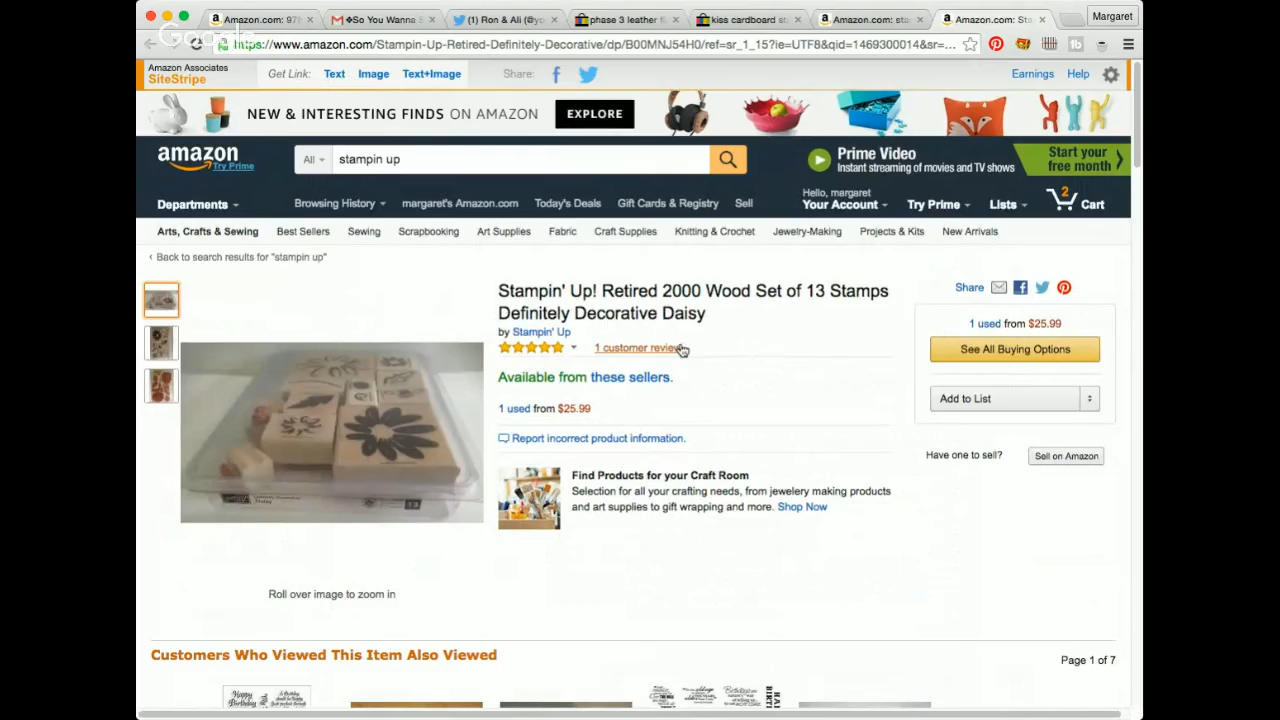 Amazon.com: 97
So You Wanna
(1) Ron & Ali (@y
phase 3 leather f
kiss cardboard st
Amazon.com: sta
Amazon.com: Sta
Margaret
Google
https://www.amazon.com/Stampin-Up-Retired-Definitely-Decorative/dp/B00MNJ54H0/ref=sr_1_15?ie=UTF8&qid=1469300014&sr=...
Amazon Associates
SiteStripe
Get Link: Text Image Text+Image Share:
Earnings Help
NEW & INTERESTING FINDS ON AMAZON EXPLORE
amazon
Try Prime
All
stampin up
Prime Video
Instant streaming of movies and TV shows
Start your
free month
Departments
Browsing History margaret's Amazon.com Today's Deals Gift Cards & Registry Sell
Hello, margaret
Your Account Try Prime Lists 2 Cart
Arts, Crafts & Sewing Best Sellers Sewing Scrapbooking Art Supplies Fabric Craft Supplies Knitting & Crochet Jewelry-Making Projects & Kits New Arrivals
‹ Back to search results for "stampin up"
Stampin' Up! Retired 2000 Wood Set of 13 Stamps
Definitely Decorative Daisy
by Stampin' Up
1 customer review
Available from these sellers.
1 used from $25.99
Report incorrect product information.
Find Products for your Craft Room
Selection for all your crafting needs, from jewelery making products
and art supplies to gift wrapping and more. Shop Now
Share
1 used from $25.99
See All Buying Options
Add to List
Have one to sell? Sell on Amazon
13
Roll over image to zoom in
Customers Who Viewed This Item Also Viewed
Page 1 of 7
Happy
Birthday